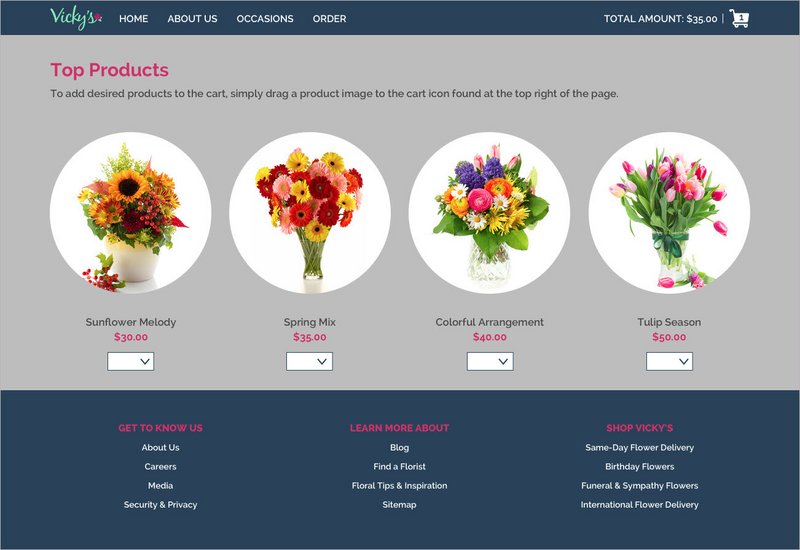 Vicky's HOME ABOUT US OCCASIONS ORDER TOTAL AMOUNT: $35.00 | 1
Top Products
To add desired products to the cart, simply drag a product image to the cart icon found at the top right of the page.
Sunflower Melody Spring Mix Colorful Arrangement Tulip Season
$30.00 $35.00 $40.00 $50.00
GET TO KNOW US LEARN MORE ABOUT SHOP VICKY'S
About Us Blog Same-Day Flower Delivery
Careers Find a Florist Birthday Flowers
Media Floral Tips & Inspiration Funeral & Sympathy Flowers
Security & Privacy Sitemap International Flower Delivery